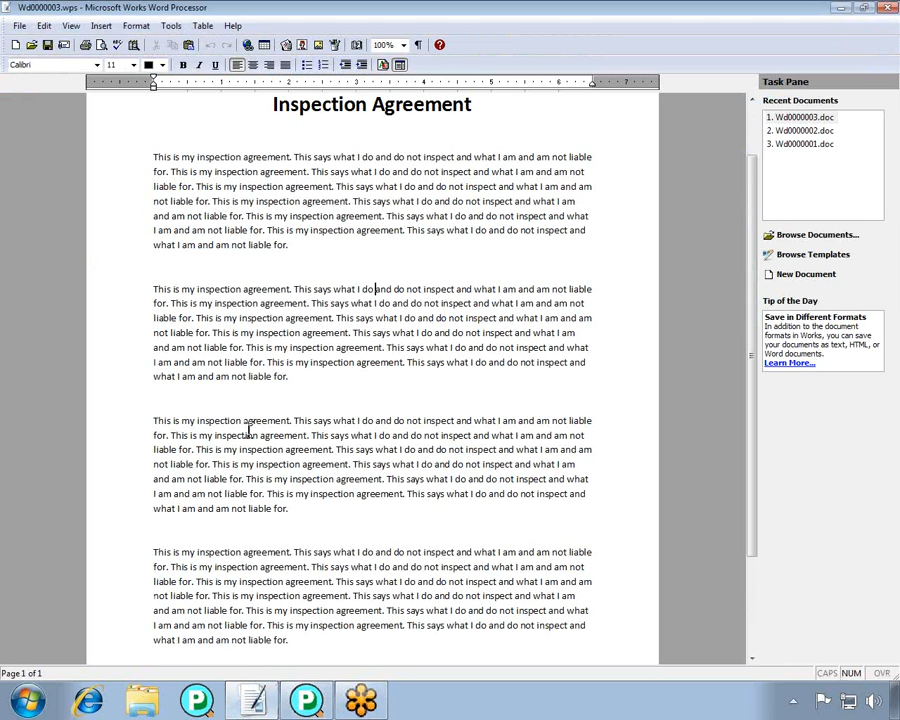 Wd0000003.wps - Microsoft Works Word Processor
File Edit View Insert Format Tools Table Help
100%
Calibri 11 B I U
1 2 3 4 5 6 7
Inspection Agreement
This is my inspection agreement. This says what I do and do not inspect and what I am and am not liable
for. This is my inspection agreement. This says what I do and do not inspect and what I am and am not
liable for. This is my inspection agreement. This says what I do and do not inspect and what I am and am
not liable for. This is my inspection agreement. This says what I do and do not inspect and what I am
and am not liable for. This is my inspection agreement. This says what I do and do not inspect and what
I am and am not liable for. This is my inspection agreement. This says what I do and do not inspect and
what I am and am not liable for.
This is my inspection agreement. This says what I do and do not inspect and what I am and am not liable
for. This is my inspection agreement. This says what I do and do not inspect and what I am and am not
liable for. This is my inspection agreement. This says what I do and do not inspect and what I am and am
not liable for. This is my inspection agreement. This says what I do and do not inspect and what I am
and am not liable for. This is my inspection agreement. This says what I do and do not inspect and what
I am and am not liable for. This is my inspection agreement. This says what I do and do not inspect and
what I am and am not liable for.
This is my inspection agreement. This says what I do and do not inspect and what I am and am not liable
for. This is my inspection agreement. This says what I do and do not inspect and what I am and am not
liable for. This is my inspection agreement. This says what I do and do not inspect and what I am and am
not liable for. This is my inspection agreement. This says what I do and do not inspect and what I am
and am not liable for. This is my inspection agreement. This says what I do and do not inspect and what
I am and am not liable for. This is my inspection agreement. This says what I do and do not inspect and
what I am and am not liable for.
This is my inspection agreement. This says what I do and do not inspect and what I am and am not liable
for. This is my inspection agreement. This says what I do and do not inspect and what I am and am not
liable for. This is my inspection agreement. This says what I do and do not inspect and what I am and am
not liable for. This is my inspection agreement. This says what I do and do not inspect and what I am
and am not liable for. This is my inspection agreement. This says what I do and do not inspect and what
I am and am not liable for. This is my inspection agreement. This says what I do and do not inspect and
what I am and am not liable for.
Task Pane
Recent Documents
1. Wd0000003.doc
2. Wd0000002.doc
3. Wd0000001.doc
Browse Documents...
Browse Templates
New Document
Tip of the Day
Save in Different Formats
In addition to the document
formats in Works, you can
save your documents as text, HTML, or
Word documents.
Learn More...
Page 1 of 1
CAPS NUM OVR
P P